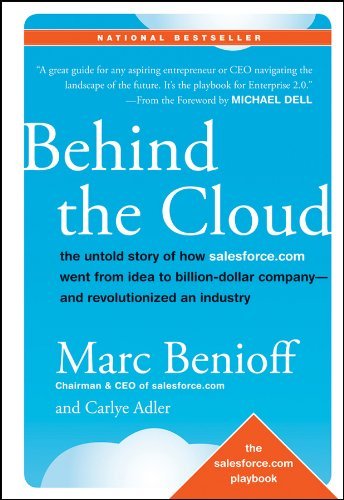 NATIONAL BESTSELLER
“A great guide for any aspiring entrepreneur or CEO navigating the
landscape of the future. It’s the playbook for Enterprise 2.0.”
—From the Foreword by MICHAEL DELL
Behind
the Cloud
the untold story of how salesforce.com
went from idea to billion-dollar company—
and revolutionized an industry
Marc Benioff
Chairman & CEO of salesforce.com
and Carlye Adler
the
salesforce.com
playbook